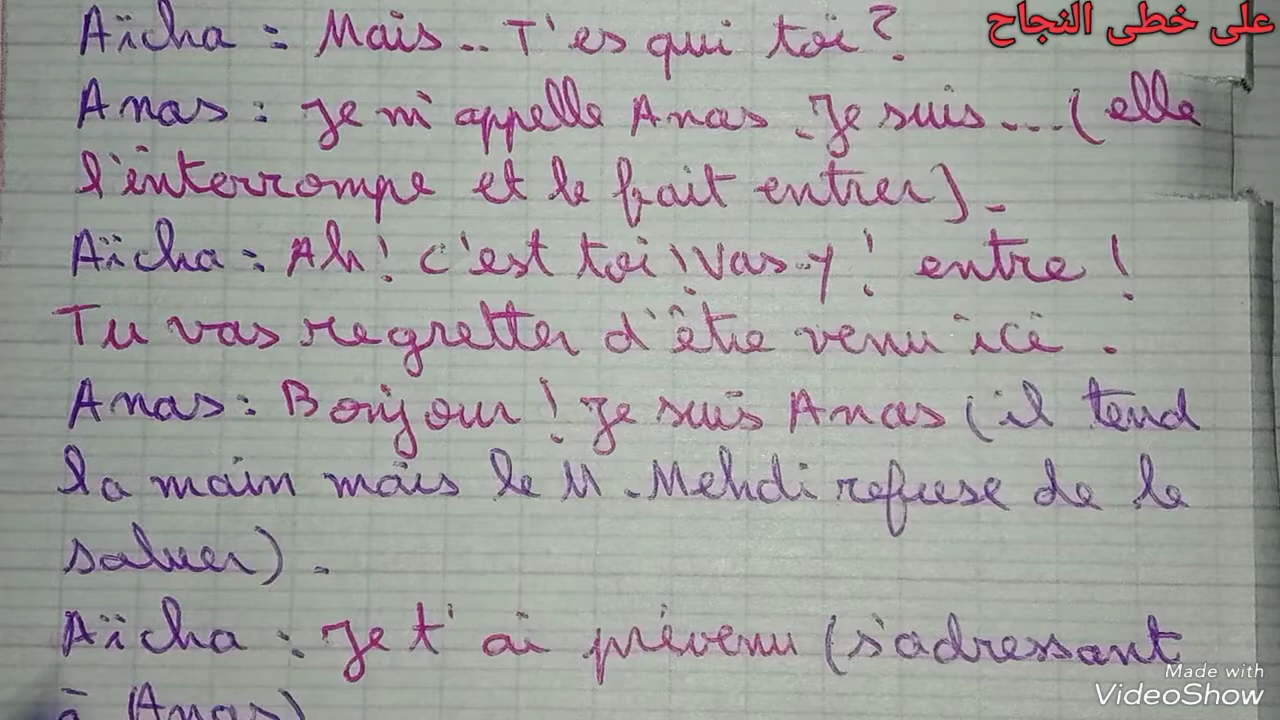 على خطى النجاح
Aïcha : Mais.. T'es qui toi ?
Anas : Je m'appelle Anas. Je suis....( elle
l'interrompe et le fait entrer).
Aïcha : Ah ! c'est toi ! Vas-y ! entre !
Tu vas regretter d'être venu ici .
Anas : Bonjour ! Je suis Anas ( il tend
la main mais le M. Mehdi refuse de le
saluer) .
Aïcha : Je t'ai prévenu (s'adressant
à Anas)
Made with
VideoShow